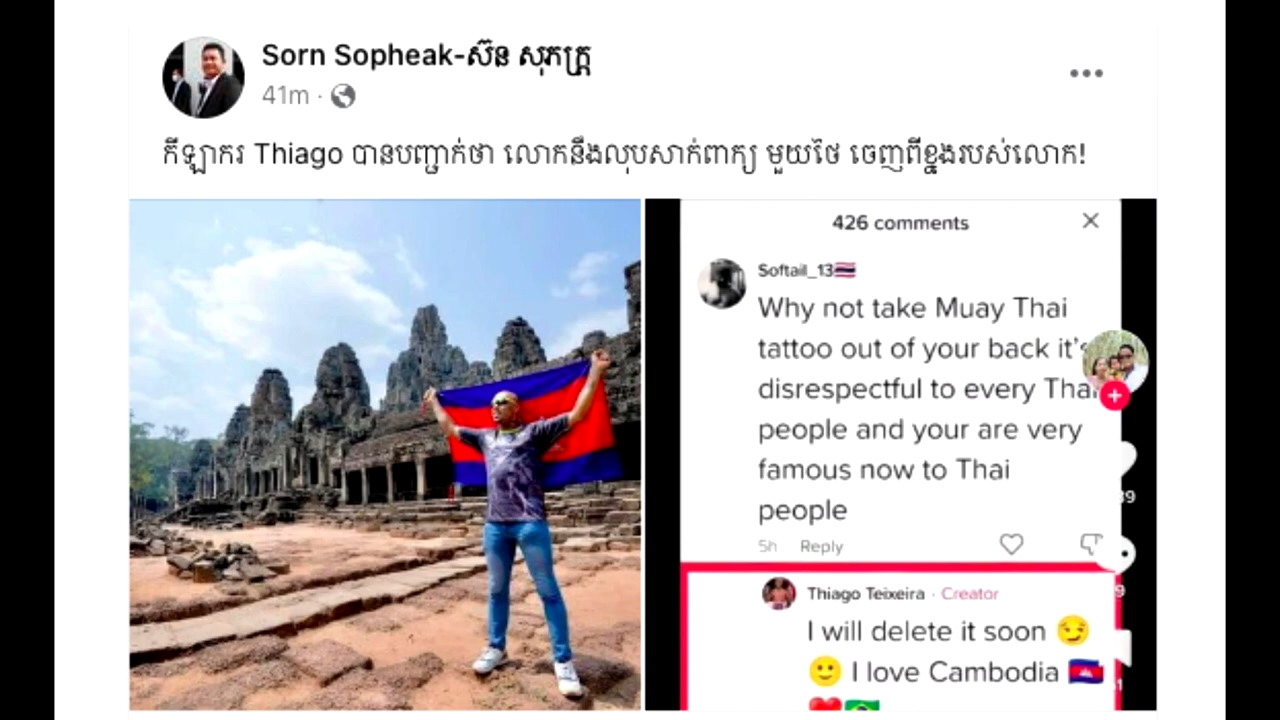 Sorn Sopheak-ស៊ន សុភក្ត្រ
41m ·
កីឡាករ Thiago បានបញ្ជាក់ថា លោកនឹងលុបសាក់ពាក្យ មួយថៃ ចេញពីខ្នងរបស់លោក!
426 comments
Softail_13🇹🇭
Why not take Muay Thai
tattoo out of your back it's
disrespectful to every Thai
people and your are very
famous now to Thai
people
5h Reply
Thiago Teixeira · Creator
I will delete it soon 😏
🙂 I love Cambodia 🇰🇭
❤️🇧🇷